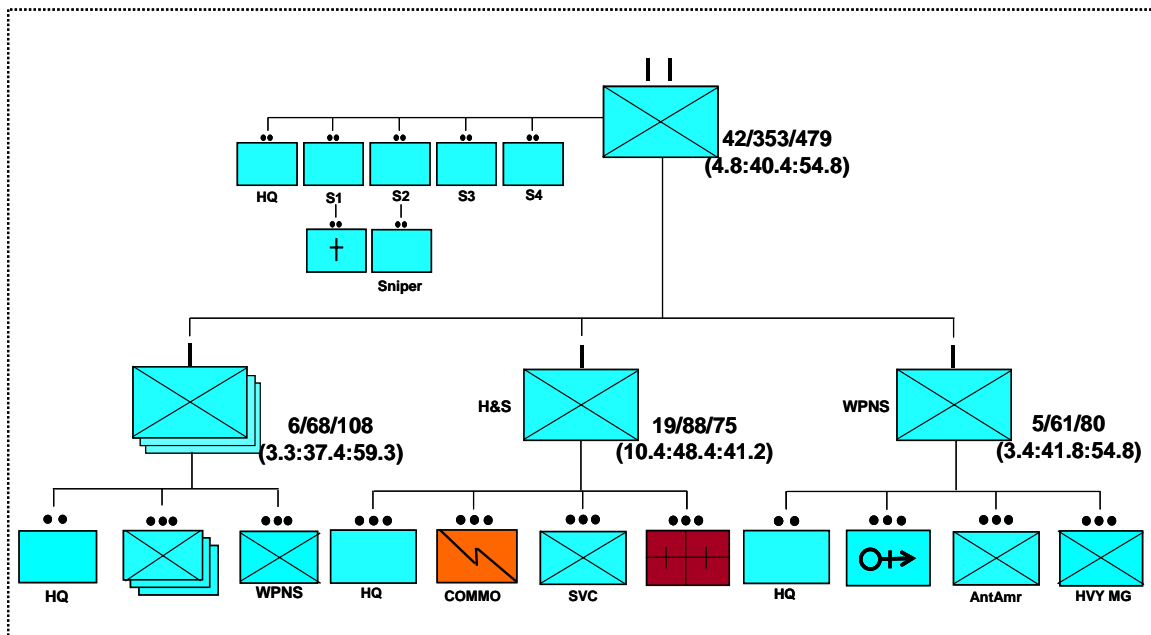 42/353/479
(4.8:40.4:54.8)
HQ
S1
S2
S3
S4
Sniper
6/68/108
(3.3:37.4:59.3)
H&S
19/88/75
(10.4:48.4:41.2)
WPNS
5/61/80
(3.4:41.8:54.8)
HQ
WPNS
HQ
COMMO
SVC
HQ
AntAmr
HVY MG